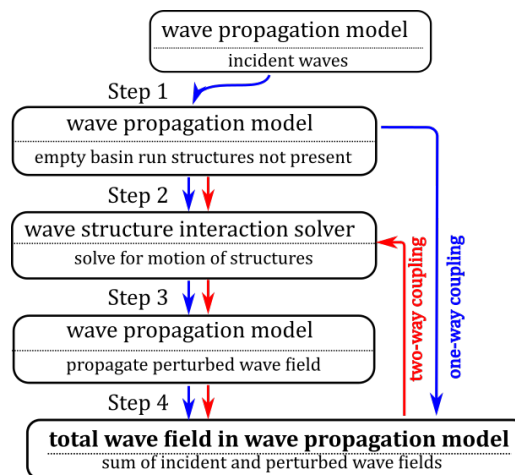 wave propagation model
incident waves
Step 1
wave propagation model
empty basin run structures not present
Step 2
wave structure interaction solver
solve for motion of structures
Step 3
wave propagation model
propagate perturbed wave field
Step 4
two-way coupling
one-way coupling
total wave field in wave propagation model
sum of incident and perturbed wave fields